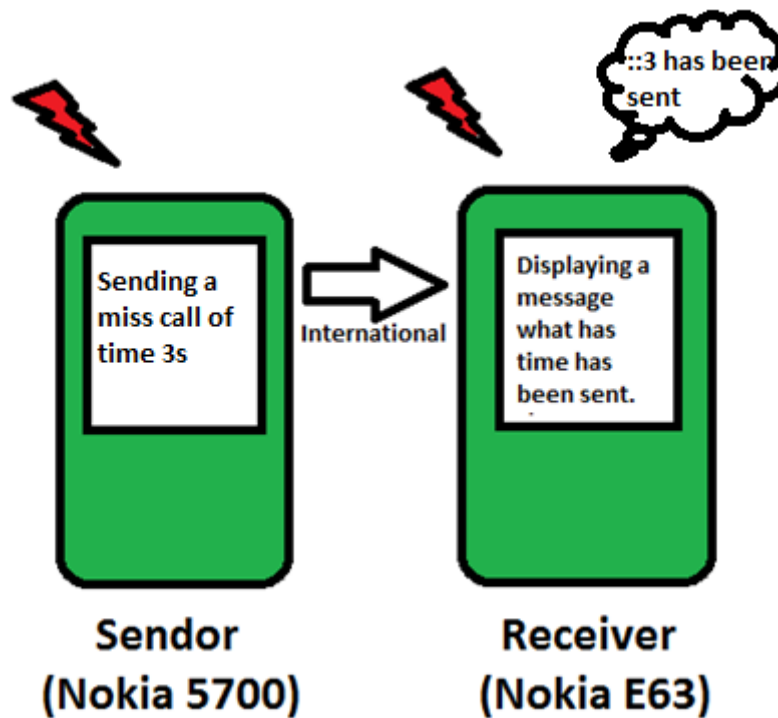 ::3 has been
sent
Sending a
miss call of
time 3s
International
Displaying a
message
what has
time has
been sent.
Sendor
(Nokia 5700)
Receiver
(Nokia E63)